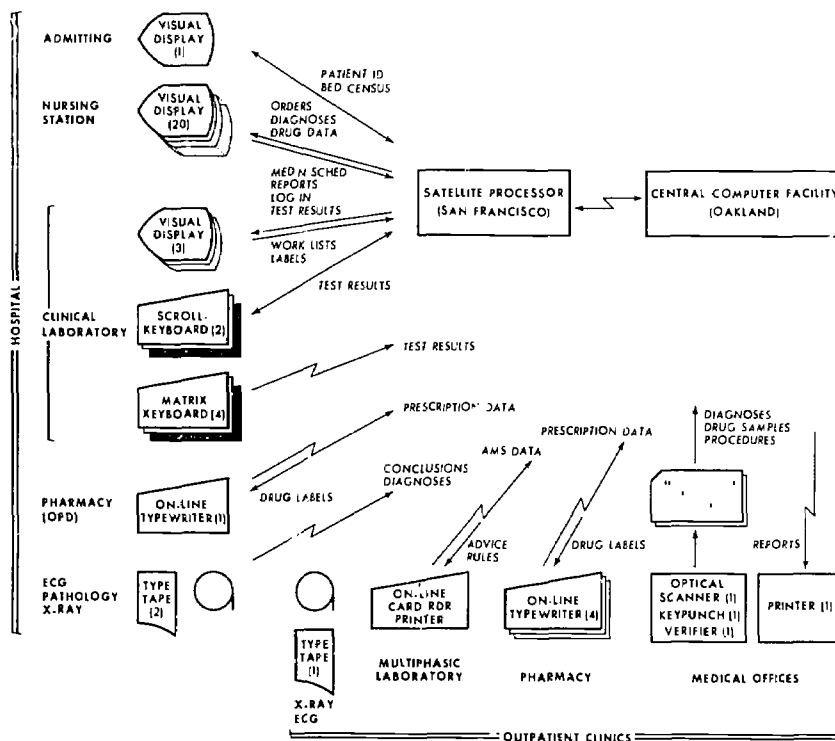 ADMITTING
VISUAL
DISPLAY
(1)
PATIENT ID
BED CENSUS
NURSING
STATION
VISUAL
DISPLAY
(20)
ORDERS
DIAGNOSES
DRUG DATA
MED N SCHED
REPORTS
LOG IN
TEST RESULTS
SATELLITE PROCESSOR
(SAN FRANCISCO)
CENTRAL COMPUTER FACILITY
(OAKLAND)
HOSPITAL
CLINICAL
LABORATORY
VISUAL
DISPLAY
(3)
WORK LISTS
LABELS
TEST RESULTS
SCROLL-
KEYBOARD (2)
MATRIX
KEYBOARD (4)
TEST RESULTS
PHARMACY
(OPD)
ON-LINE
TYPEWRITER (1)
PRESCRIPTION DATA
DRUG LABELS
ECG
PATHOLOGY
X-RAY
TYPE
TAPE
(2)
CONCLUSIONS
DIAGNOSES
TYPE
TAPE
(1)
X-RAY
ECG
AMS DATA
ADVICE
RULES
ON-LINE
CARD RDR
PRINTER
MULTIPHASIC
LABORATORY
PRESCRIPTION DATA
DRUG LABELS
ON-LINE
TYPEWRITER (4)
PHARMACY
DIAGNOSES
DRUG SAMPLES
PROCEDURES
OPTICAL
SCANNER (1)
KEYPUNCH (1)
VERIFIER (1)
REPORTS
PRINTER (1)
MEDICAL OFFICES
OUTPATIENT CLINICS